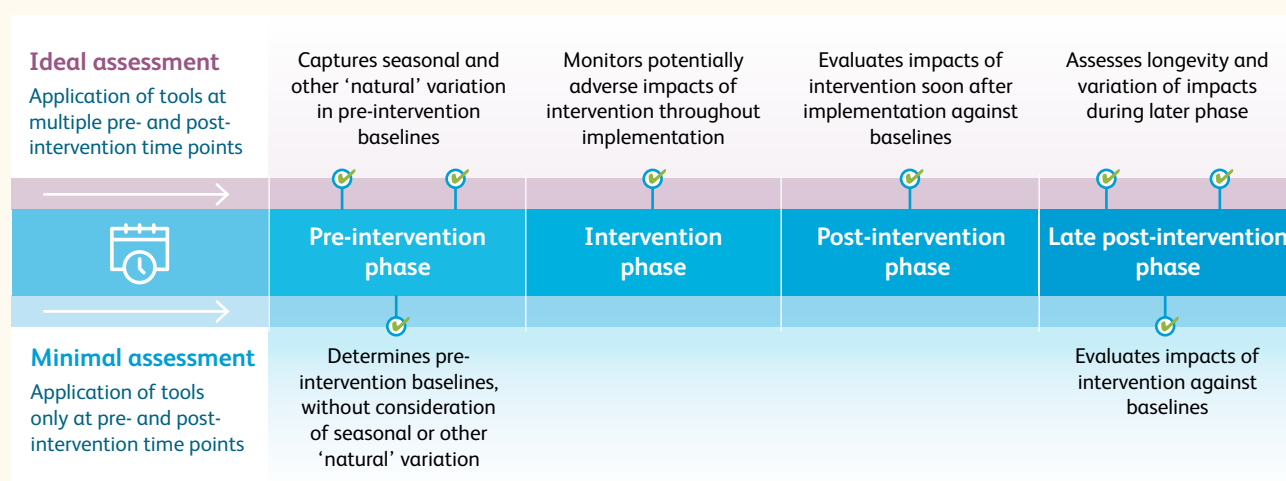 Ideal assessment
Application of tools at
multiple pre- and post-
intervention time points
Captures seasonal and
other ‘natural’ variation
in pre-intervention
baselines
Monitors potentially
adverse impacts of
intervention throughout
implementation
Evaluates impacts of
intervention soon after
implementation against
baselines
Assesses longevity and
variation of impacts
during later phase
Pre-intervention
phase
Intervention
phase
Post-intervention
phase
Late post-intervention
phase
Minimal assessment
Application of tools
only at pre- and post-
intervention time points
Determines pre-
intervention baselines,
without consideration
of seasonal or other
‘natural’ variation
Evaluates impacts of
intervention against
baselines